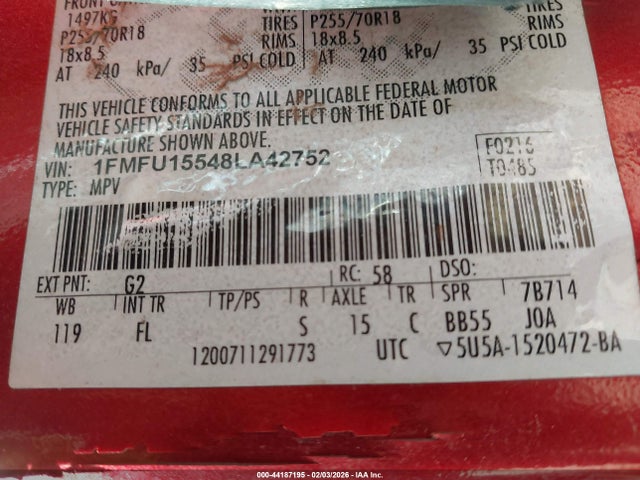 FRONT
1497KG TIRES P255/70R18
P255/70R18 RIMS 18x8.5
18x8.5 AT 240 kPa/ 35 PSI COLD
AT 240 kPa/ 35 PSI COLD
THIS VEHICLE CONFORMS TO ALL APPLICABLE FEDERAL MOTOR
VEHICLE SAFETY STANDARDS IN EFFECT ON THE DATE OF
MANUFACTURE SHOWN ABOVE.
VIN: 1FMFU15548LA42752 F0216
TYPE: MPV T0485
EXT PNT: G2 RC: 58 DSO:
WB INT TR TP/PS R AXLE TR SPR 7B714
119 FL S 15 C BB55 JOA
1200711291773 UTC ▽5U5A-1520472-BA
000-44187195 | 02/03/2026 - IAA Inc.